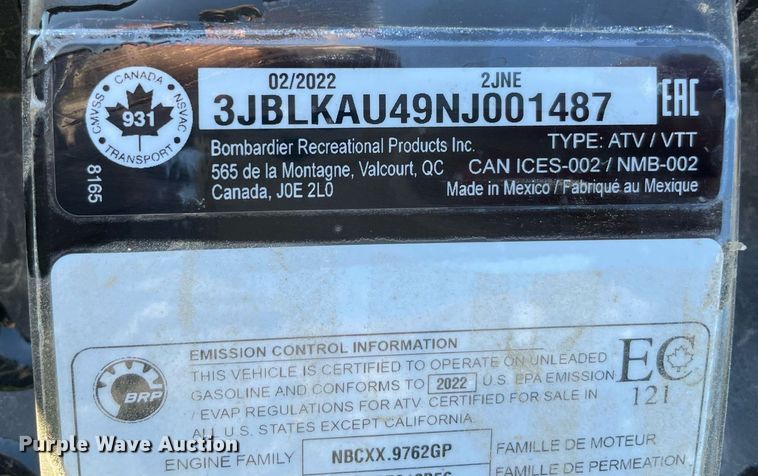 CANADA
CMVSS NSVAC
931
TRANSPORT
8165
02/2022 2JNE
3JBLKAU49NJ001487
EAC
Bombardier Recreational Products Inc. TYPE: ATV / VTT
565 de la Montagne, Valcourt, QC CAN ICES-002 / NMB-002
Canada, J0E 2L0 Made in Mexico / Fabriqué au Mexique
EMISSION CONTROL INFORMATION
THIS VEHICLE IS CERTIFIED TO OPERATE ON UNLEADED
GASOLINE AND CONFORMS TO 2022 U.S. EPA EMISSION
/ EVAP REGULATIONS FOR ATV. CERTIFIED FOR SALE IN
ALL U.S. STATES EXCEPT CALIFORNIA.
BRP
EC
121
ENGINE FAMILY NBCXX.9762GP FAMILLE DE MOTEUR
FAMILLE DE PERMEATION
Purple Wave Auction